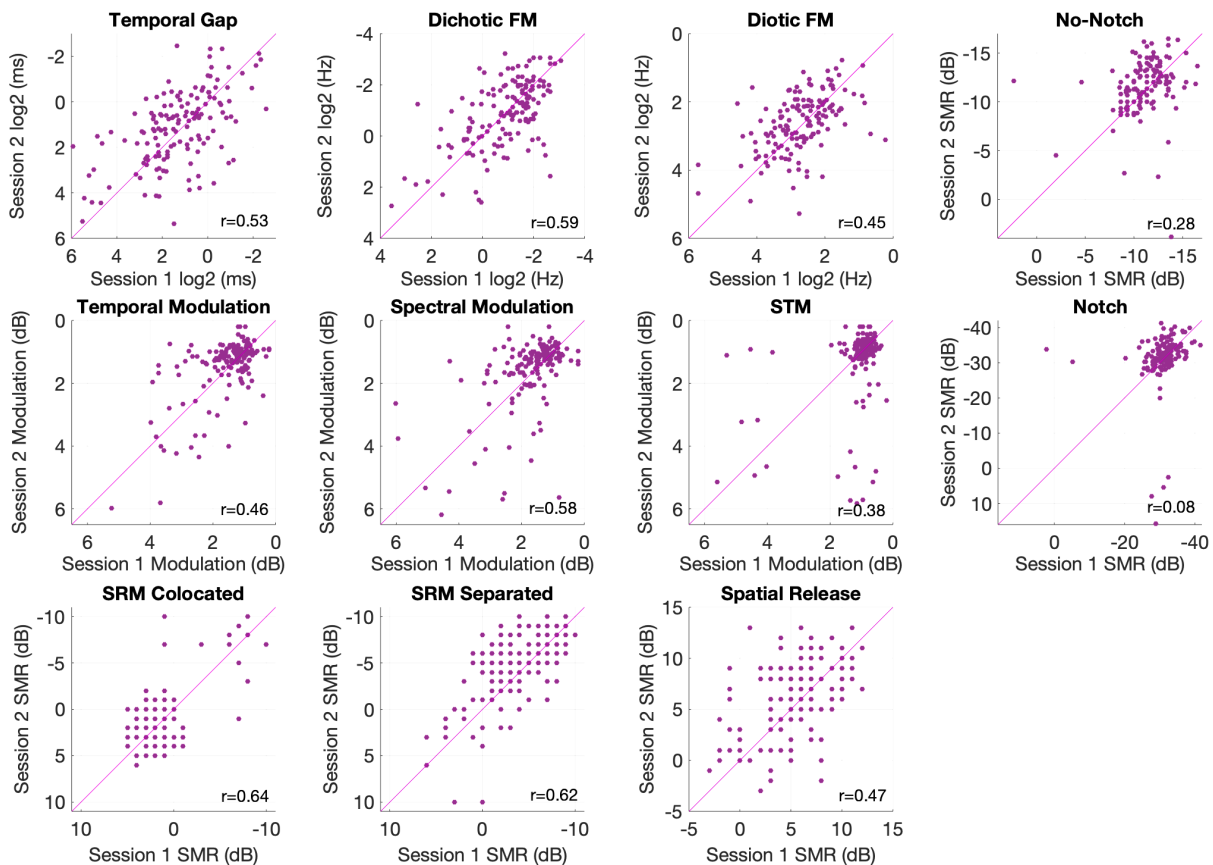 Temporal Gap
Session 2 log2 (ms)
-2
0
2
4
6
r=0.53
6 4 2 0 -2
Session 1 log2 (ms)
Dichotic FM
Session 2 log2 (Hz)
-4
-2
0
2
4
r=0.59
4 2 0 -2 -4
Session 1 log2 (Hz)
Diotic FM
Session 2 log2 (Hz)
0
2
4
6
r=0.45
6 4 2 0
Session 1 log2 (Hz)
No-Notch
Session 2 SMR (dB)
-15
-10
-5
0
r=0.28
0 -5 -10 -15
Session 1 SMR (dB)
Temporal Modulation
Session 2 Modulation (dB)
0
2
4
6
r=0.46
6 4 2 0
Session 1 Modulation (dB)
Spectral Modulation
Session 2 Modulation (dB)
0
2
4
6
r=0.58
6 4 2 0
Session 1 Modulation (dB)
STM
Session 2 Modulation (dB)
0
2
4
6
r=0.38
6 4 2 0
Session 1 Modulation (dB)
Notch
Session 2 SMR (dB)
-40
-30
-20
-10
0
10
r=0.08
0 -20 -40
Session 1 SMR (dB)
SRM Colocated
Session 2 SMR (dB)
-10
-5
0
5
10
r=0.64
10 0 -10
Session 1 SMR (dB)
SRM Separated
Session 2 SMR (dB)
-10
-5
0
5
10
r=0.62
10 0 -10
Session 1 SMR (dB)
Spatial Release
Session 2 SMR (dB)
15
10
5
0
-5
r=0.47
-5 0 5 10 15
Session 1 SMR (dB)